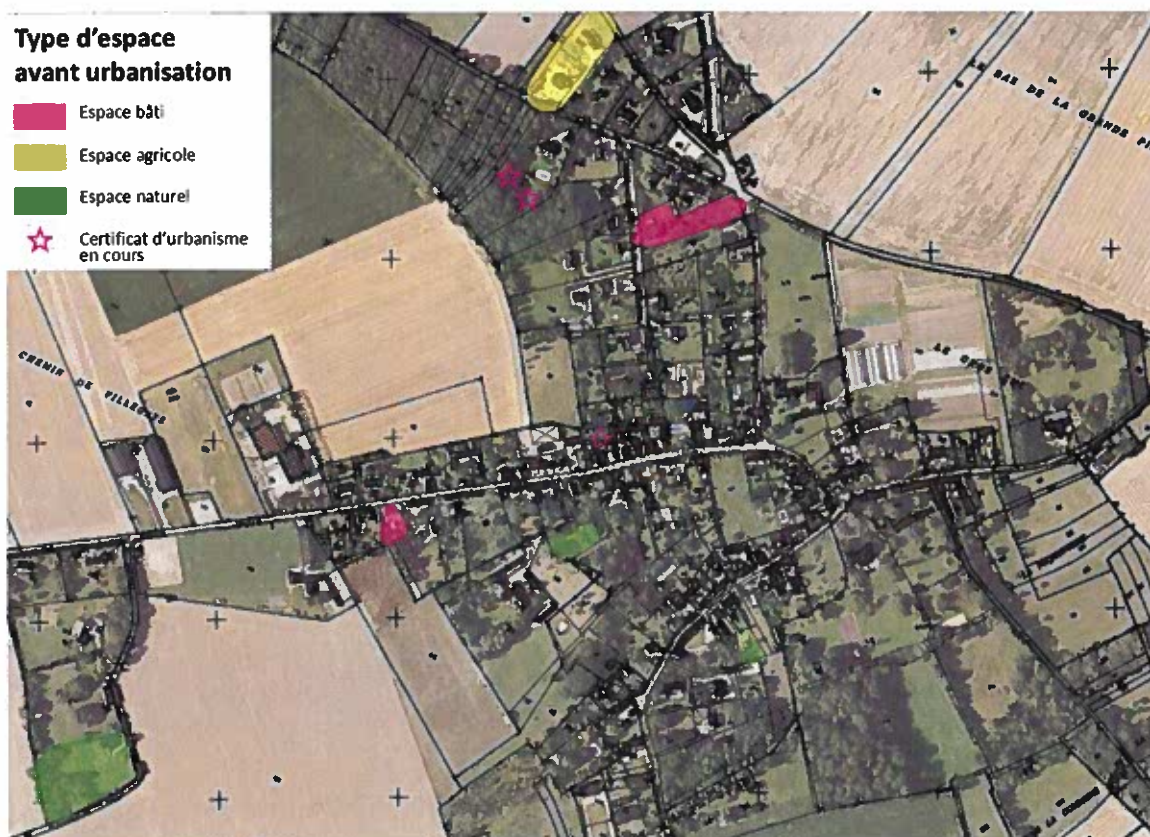 Type d'espace
avant urbanisation
Espace bâti
Espace agricole
Espace naturel
Certificat d'urbanisme
en cours
LE BAS DE LA GRANDE
CHEMIN DE